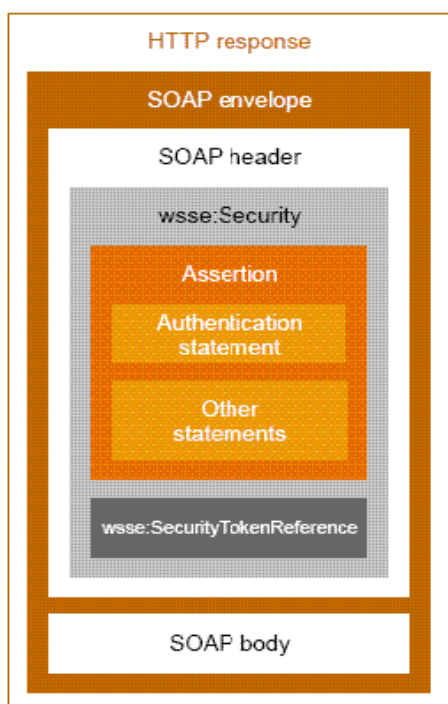 HTTP response
SOAP envelope
SOAP header
wsse:Security
Assertion
Authentication
statement
Other
statements
wsse:SecurityTokenReference
SOAP body